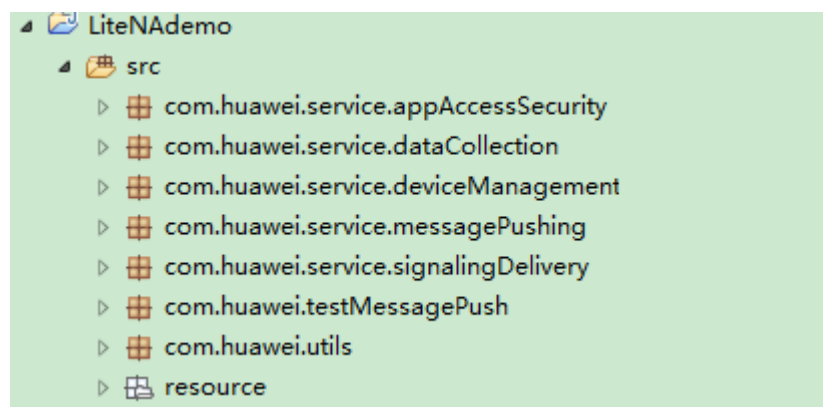 LiteNAdemo
src
com.huawei.service.appAccessSecurity
com.huawei.service.dataCollection
com.huawei.service.deviceManagement
com.huawei.service.messagePushing
com.huawei.service.signalingDelivery
com.huawei.testMessagePush
com.huawei.utils
resource